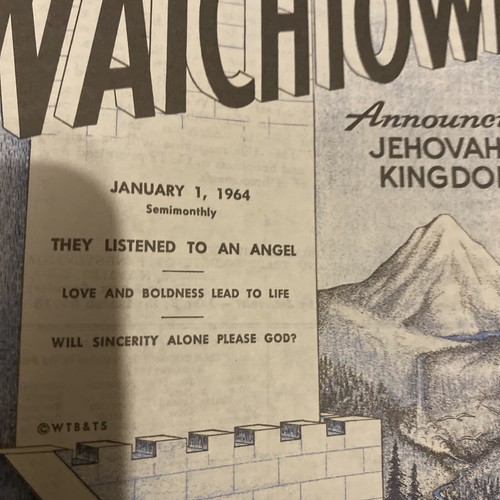 WATCHTOW
Announc
JEHOVAH
KINGDO
JANUARY 1, 1964
Semimonthly
THEY LISTENED TO AN ANGEL
LOVE AND BOLDNESS LEAD TO LIFE
WILL SINCERITY ALONE PLEASE GOD?
©WTB&TS